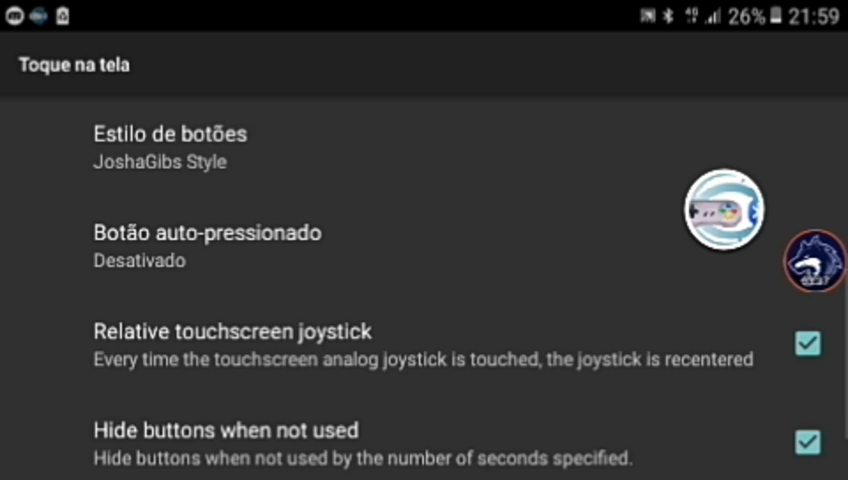 26% 21:59
Toque na tela
Estilo de botões
JoshaGibs Style
Botão auto-pressionado
Desativado
Relative touchscreen joystick
Every time the touchscreen analog joystick is touched, the joystick is recentered
Hide buttons when not used
Hide buttons when not used by the number of seconds specified.